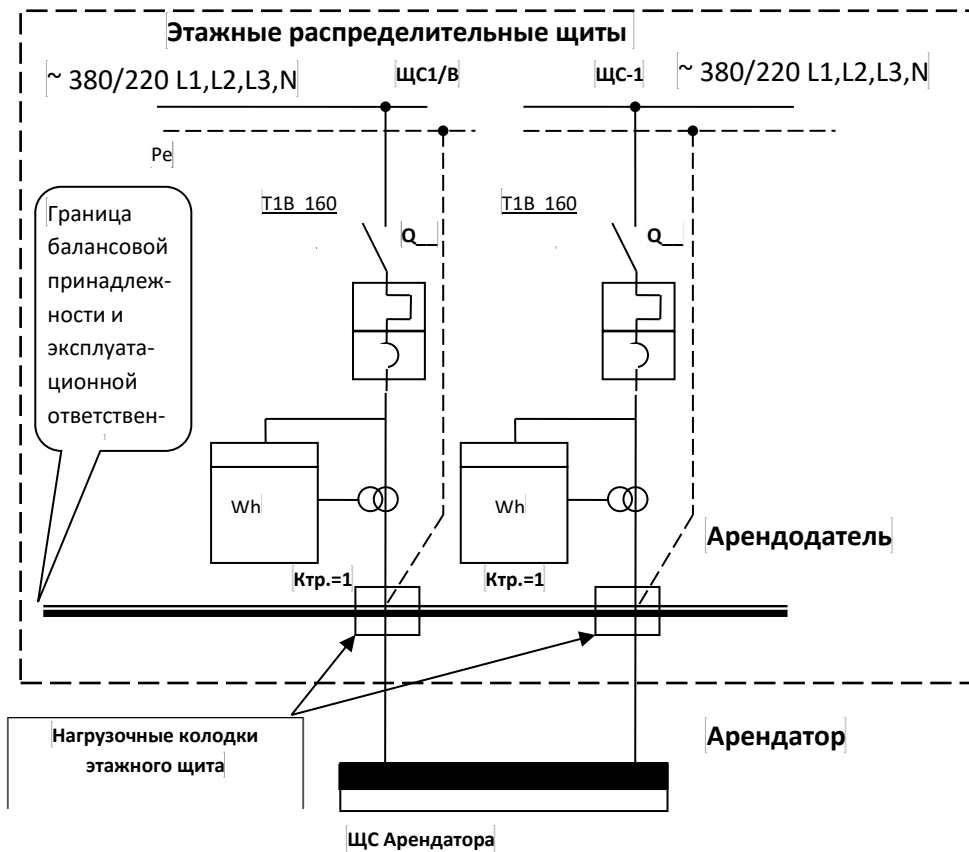 Этажные распределительные щиты
~ 380/220 L1,L2,L3,N
ЩС1/В
ЩС-1
~ 380/220 L1,L2,L3,N
Pe
T1B 160
Q__
T1B 160
Q__
Граница
балансовой
принадлеж-
ности и
эксплуата-
ционной
ответствен-
Wh
Wh
Арендодатель
Ктр.=1
Ктр.=1
Нагрузочные колодки
этажного щита
Арендатор
ЩС Арендатора